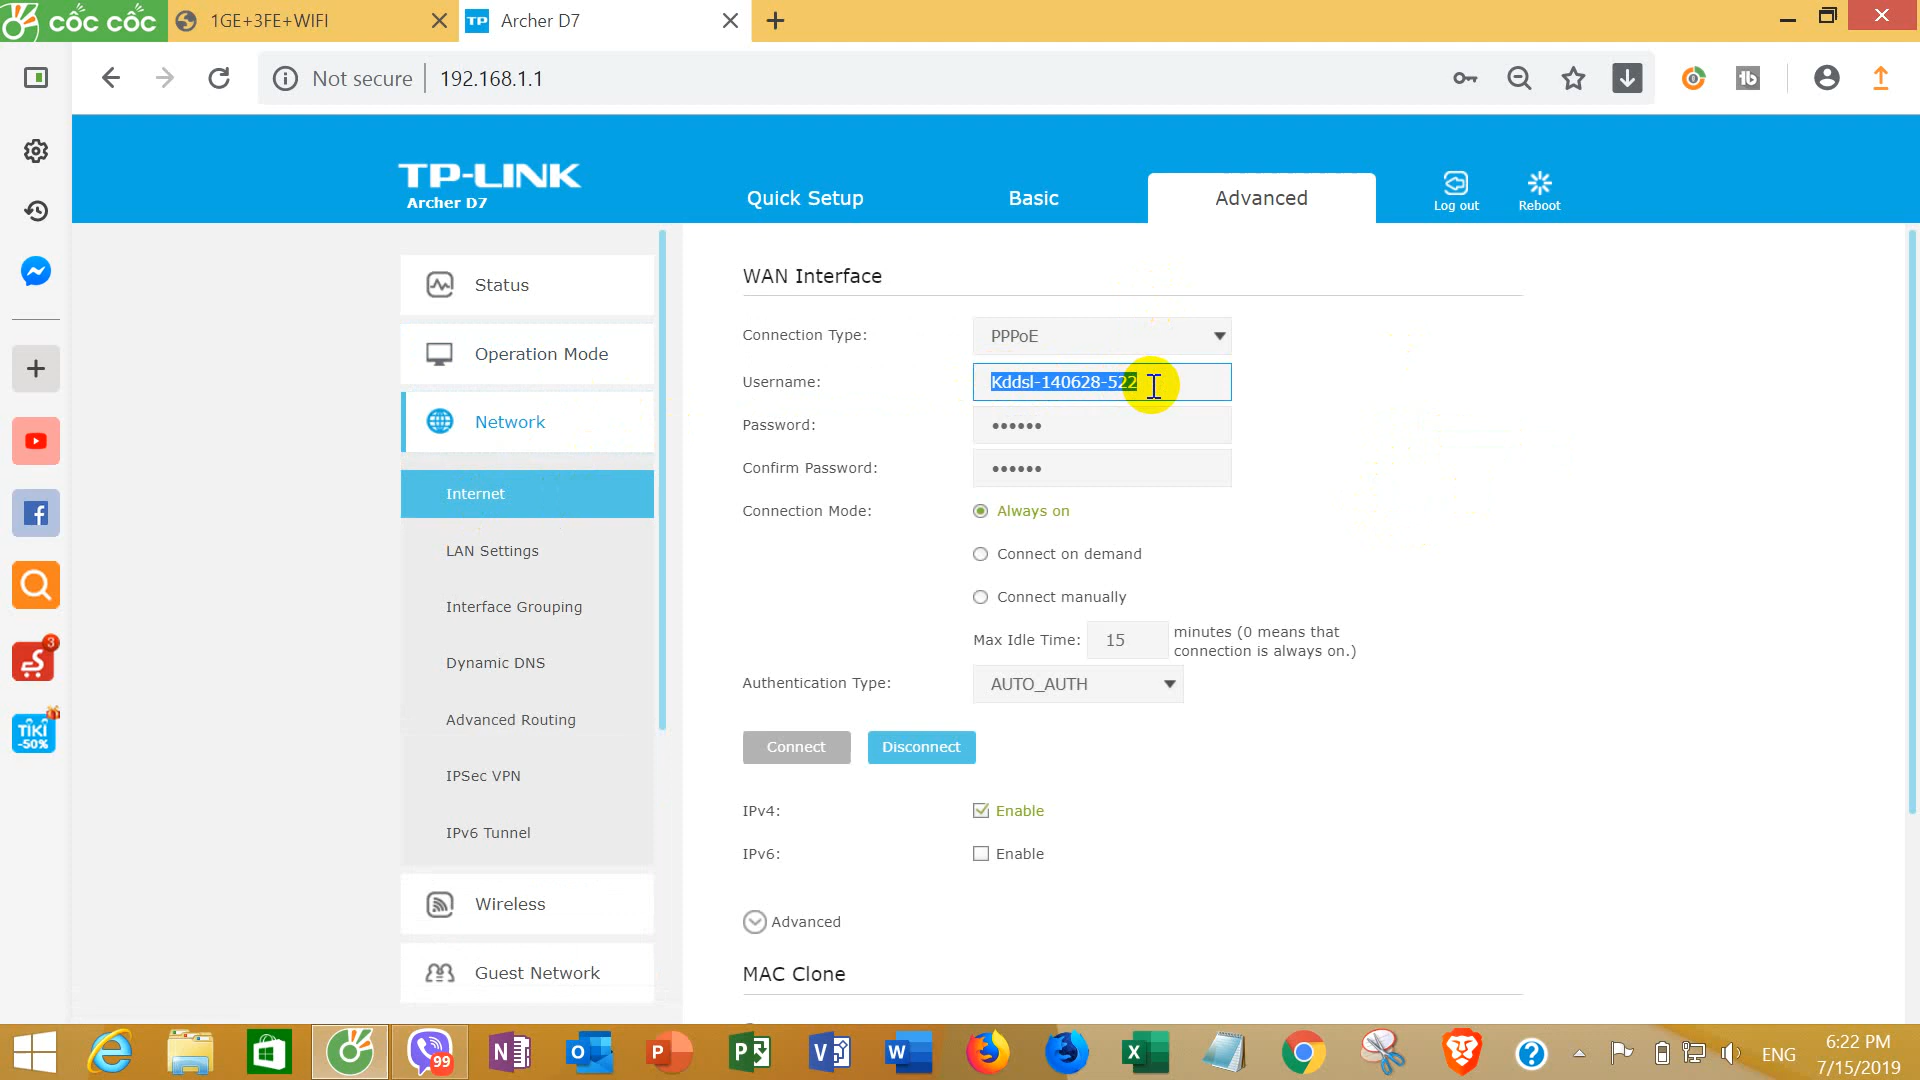 cốc cốc
1GE+3FE+WIFI
TP
Archer D7
Not secure
192.168.1.1
TP-LINK
Archer D7
Quick Setup
Basic
Advanced
Log out
Reboot
Status
Operation Mode
Network
Internet
LAN Settings
Interface Grouping
Dynamic DNS
Advanced Routing
IPSec VPN
IPv6 Tunnel
Wireless
Guest Network
WAN Interface
Connection Type:
PPPoE
Username:
Kddsl-140628-522
Password:
••••••
Confirm Password:
••••••
Connection Mode:
Always on
Connect on demand
Connect manually
Max Idle Time:
15
minutes (0 means that
connection is always on.)
Authentication Type:
AUTO_AUTH
Connect
Disconnect
IPv4:
Enable
IPv6:
Enable
Advanced
MAC Clone
3
TIKI
-50%
99
ENG
6:22 PM
7/15/2019